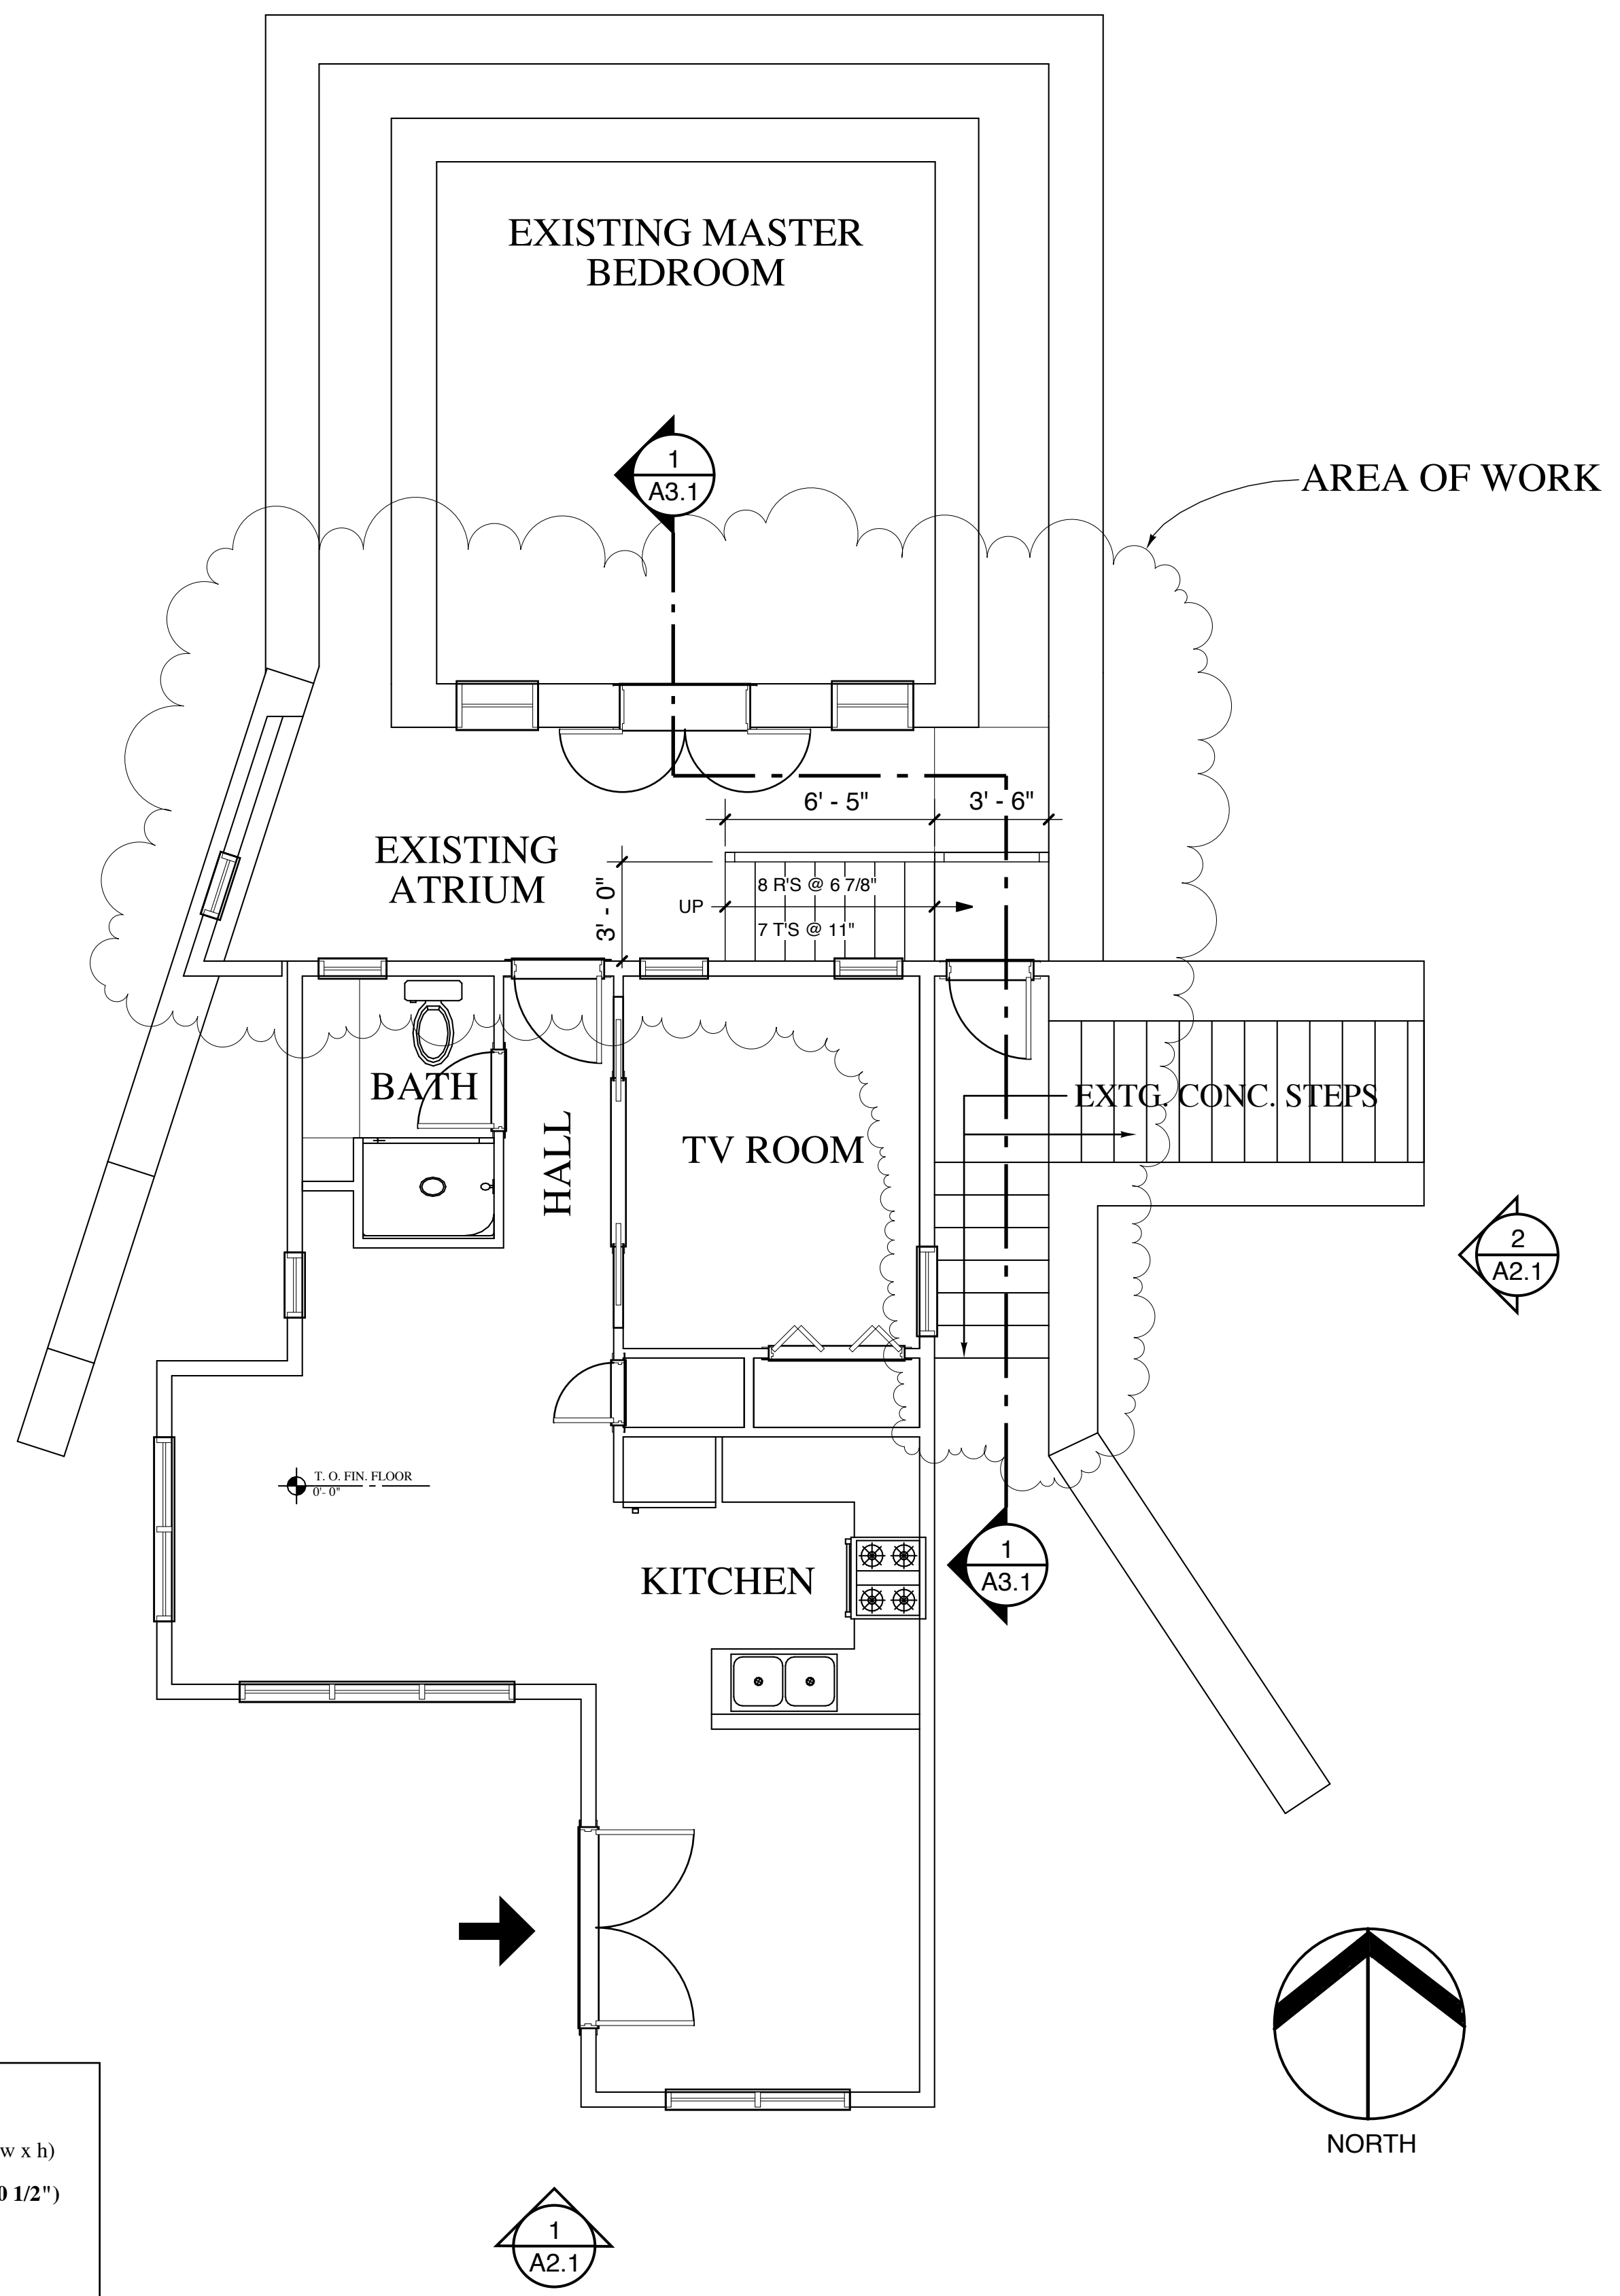 EXISTING MASTER
BEDROOM
1
A3.1
AREA OF WORK
6' - 5"
3' - 6"
EXISTING
ATRIUM
3' - 0"
8 R'S @ 6 7/8"
UP
7 T'S @ 11"
BATH
EXTG. CONC. STEPS
HALL
TV ROOM
2
A2.1
T. O. FIN. FLOOR
0'- 0"
1
A3.1
KITCHEN
NORTH
w x h)
0 1/2")
1
A2.1